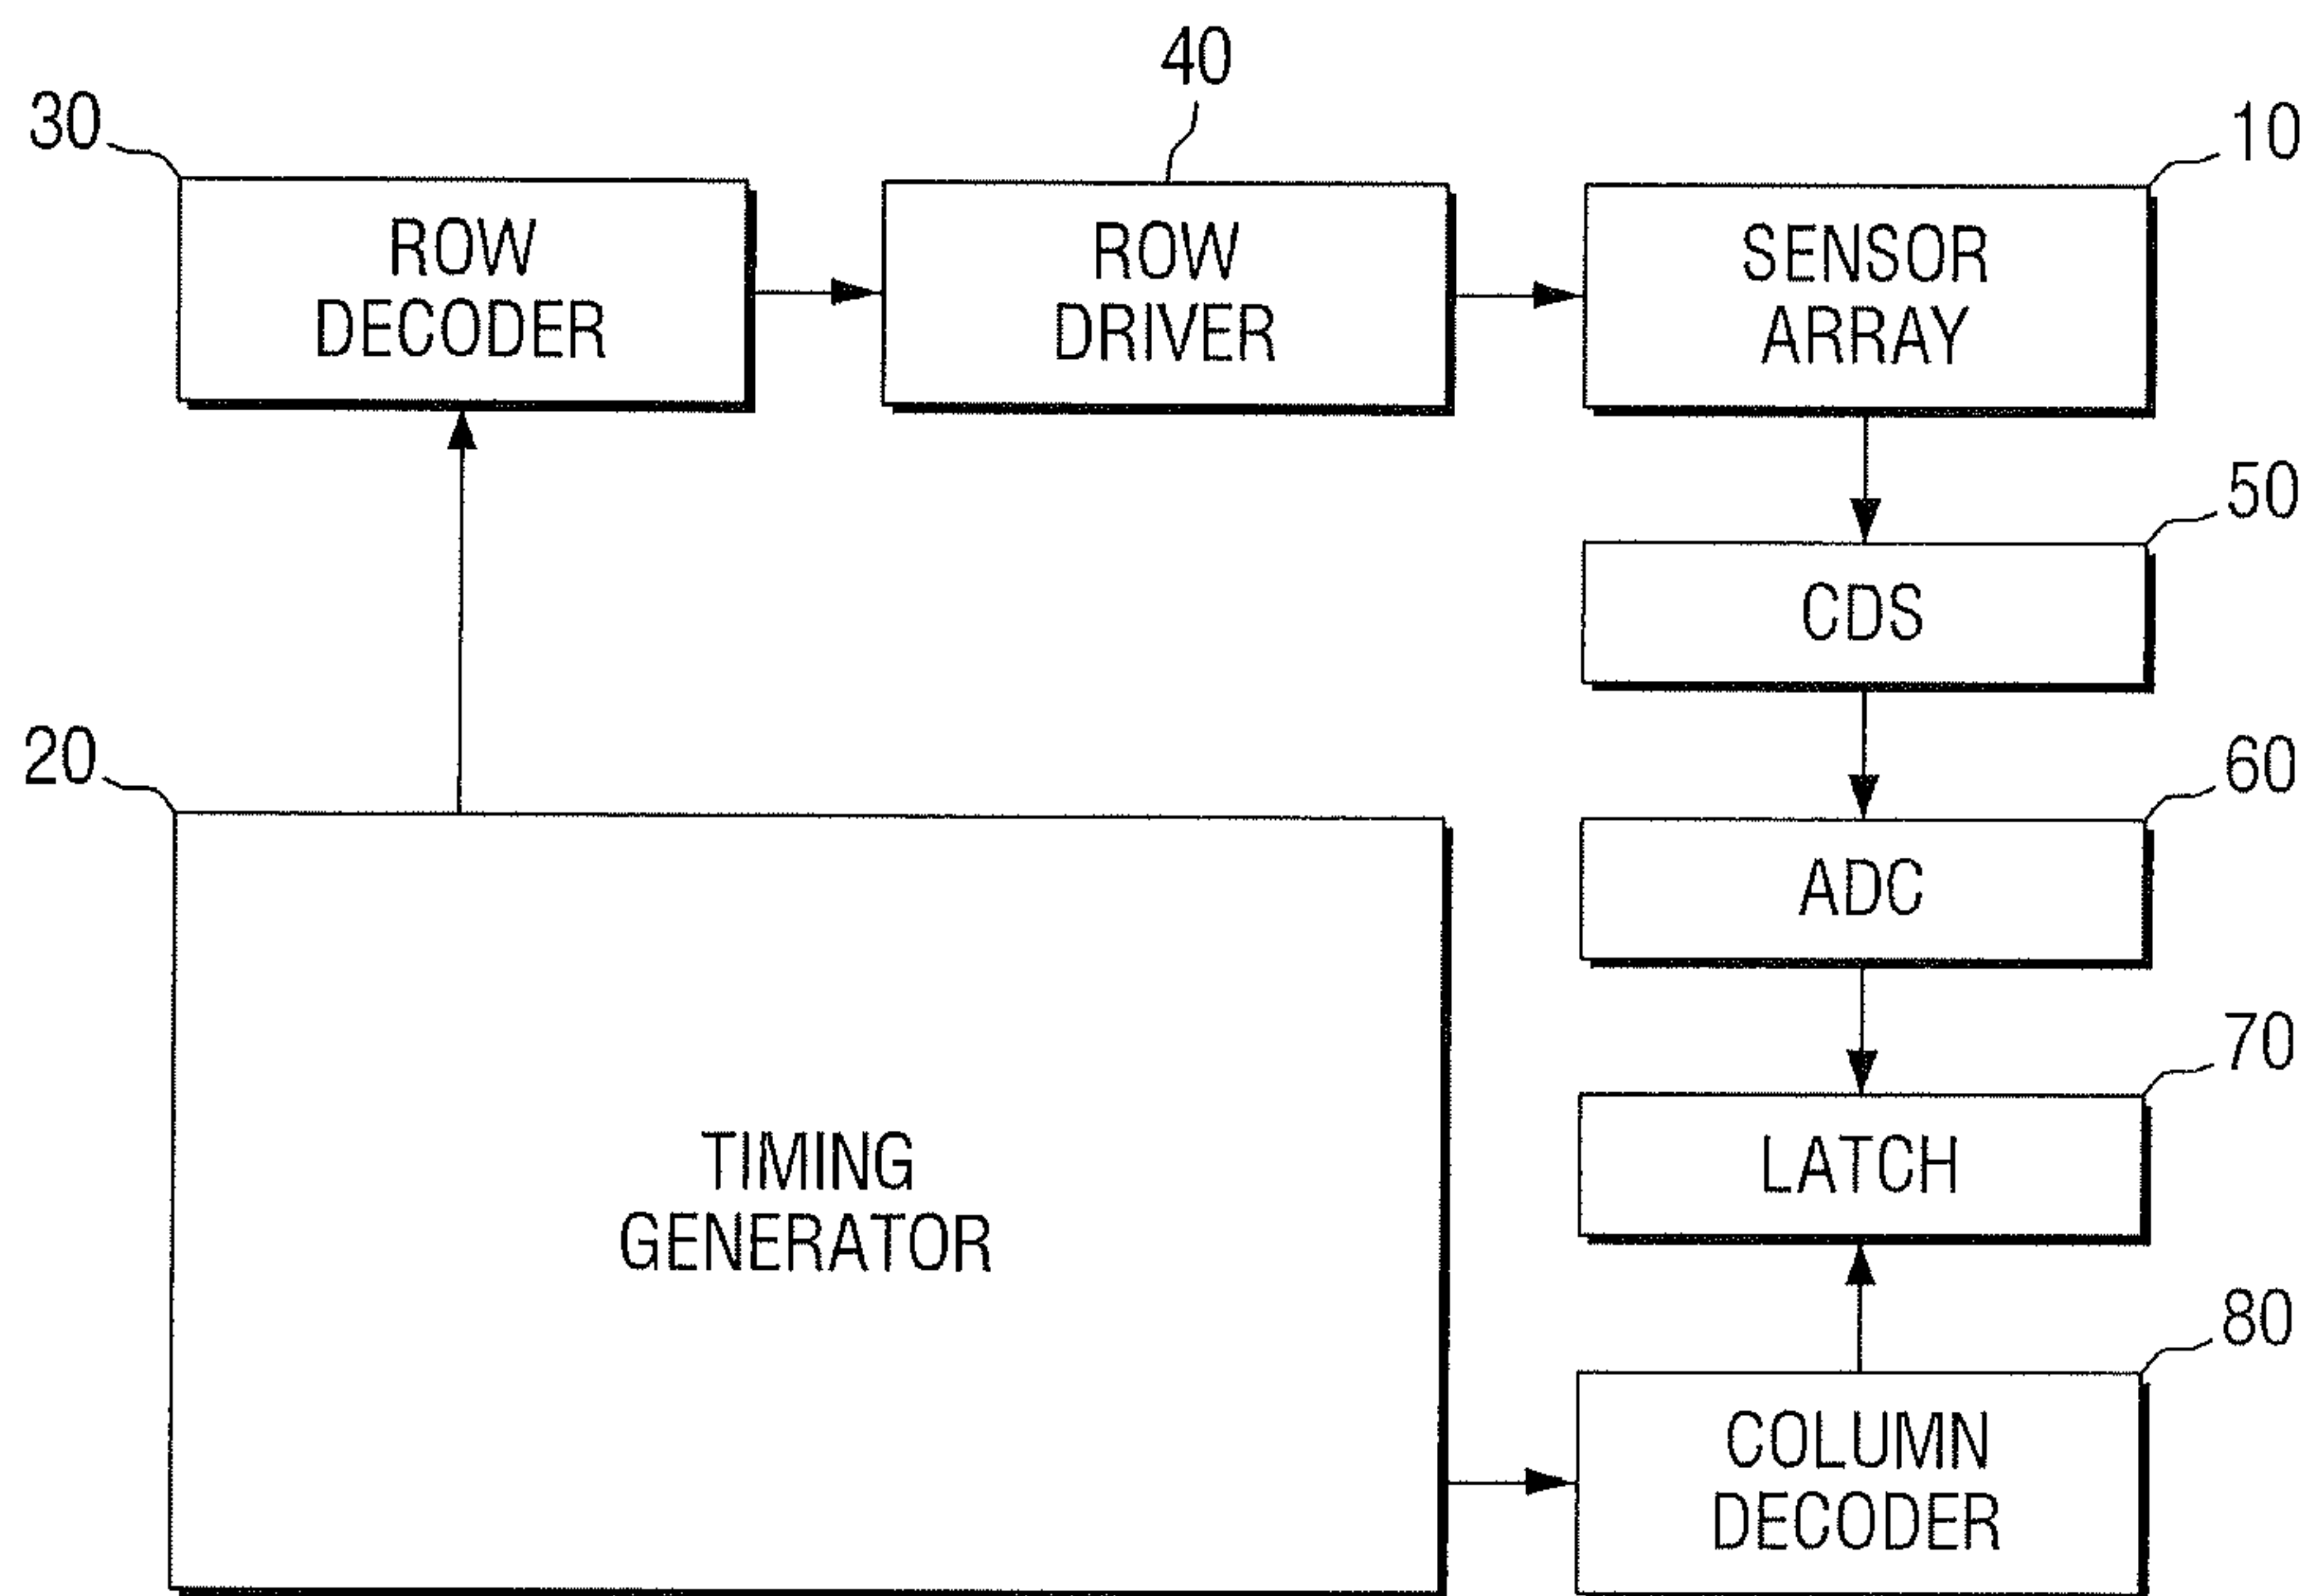 40
30
10
ROW
DECODER
ROW
DRIVER
SENSOR
ARRAY
50
CDS
20
60
ADC
70
LATCH
TIMING
GENERATOR
80
COLUMN
DECODER